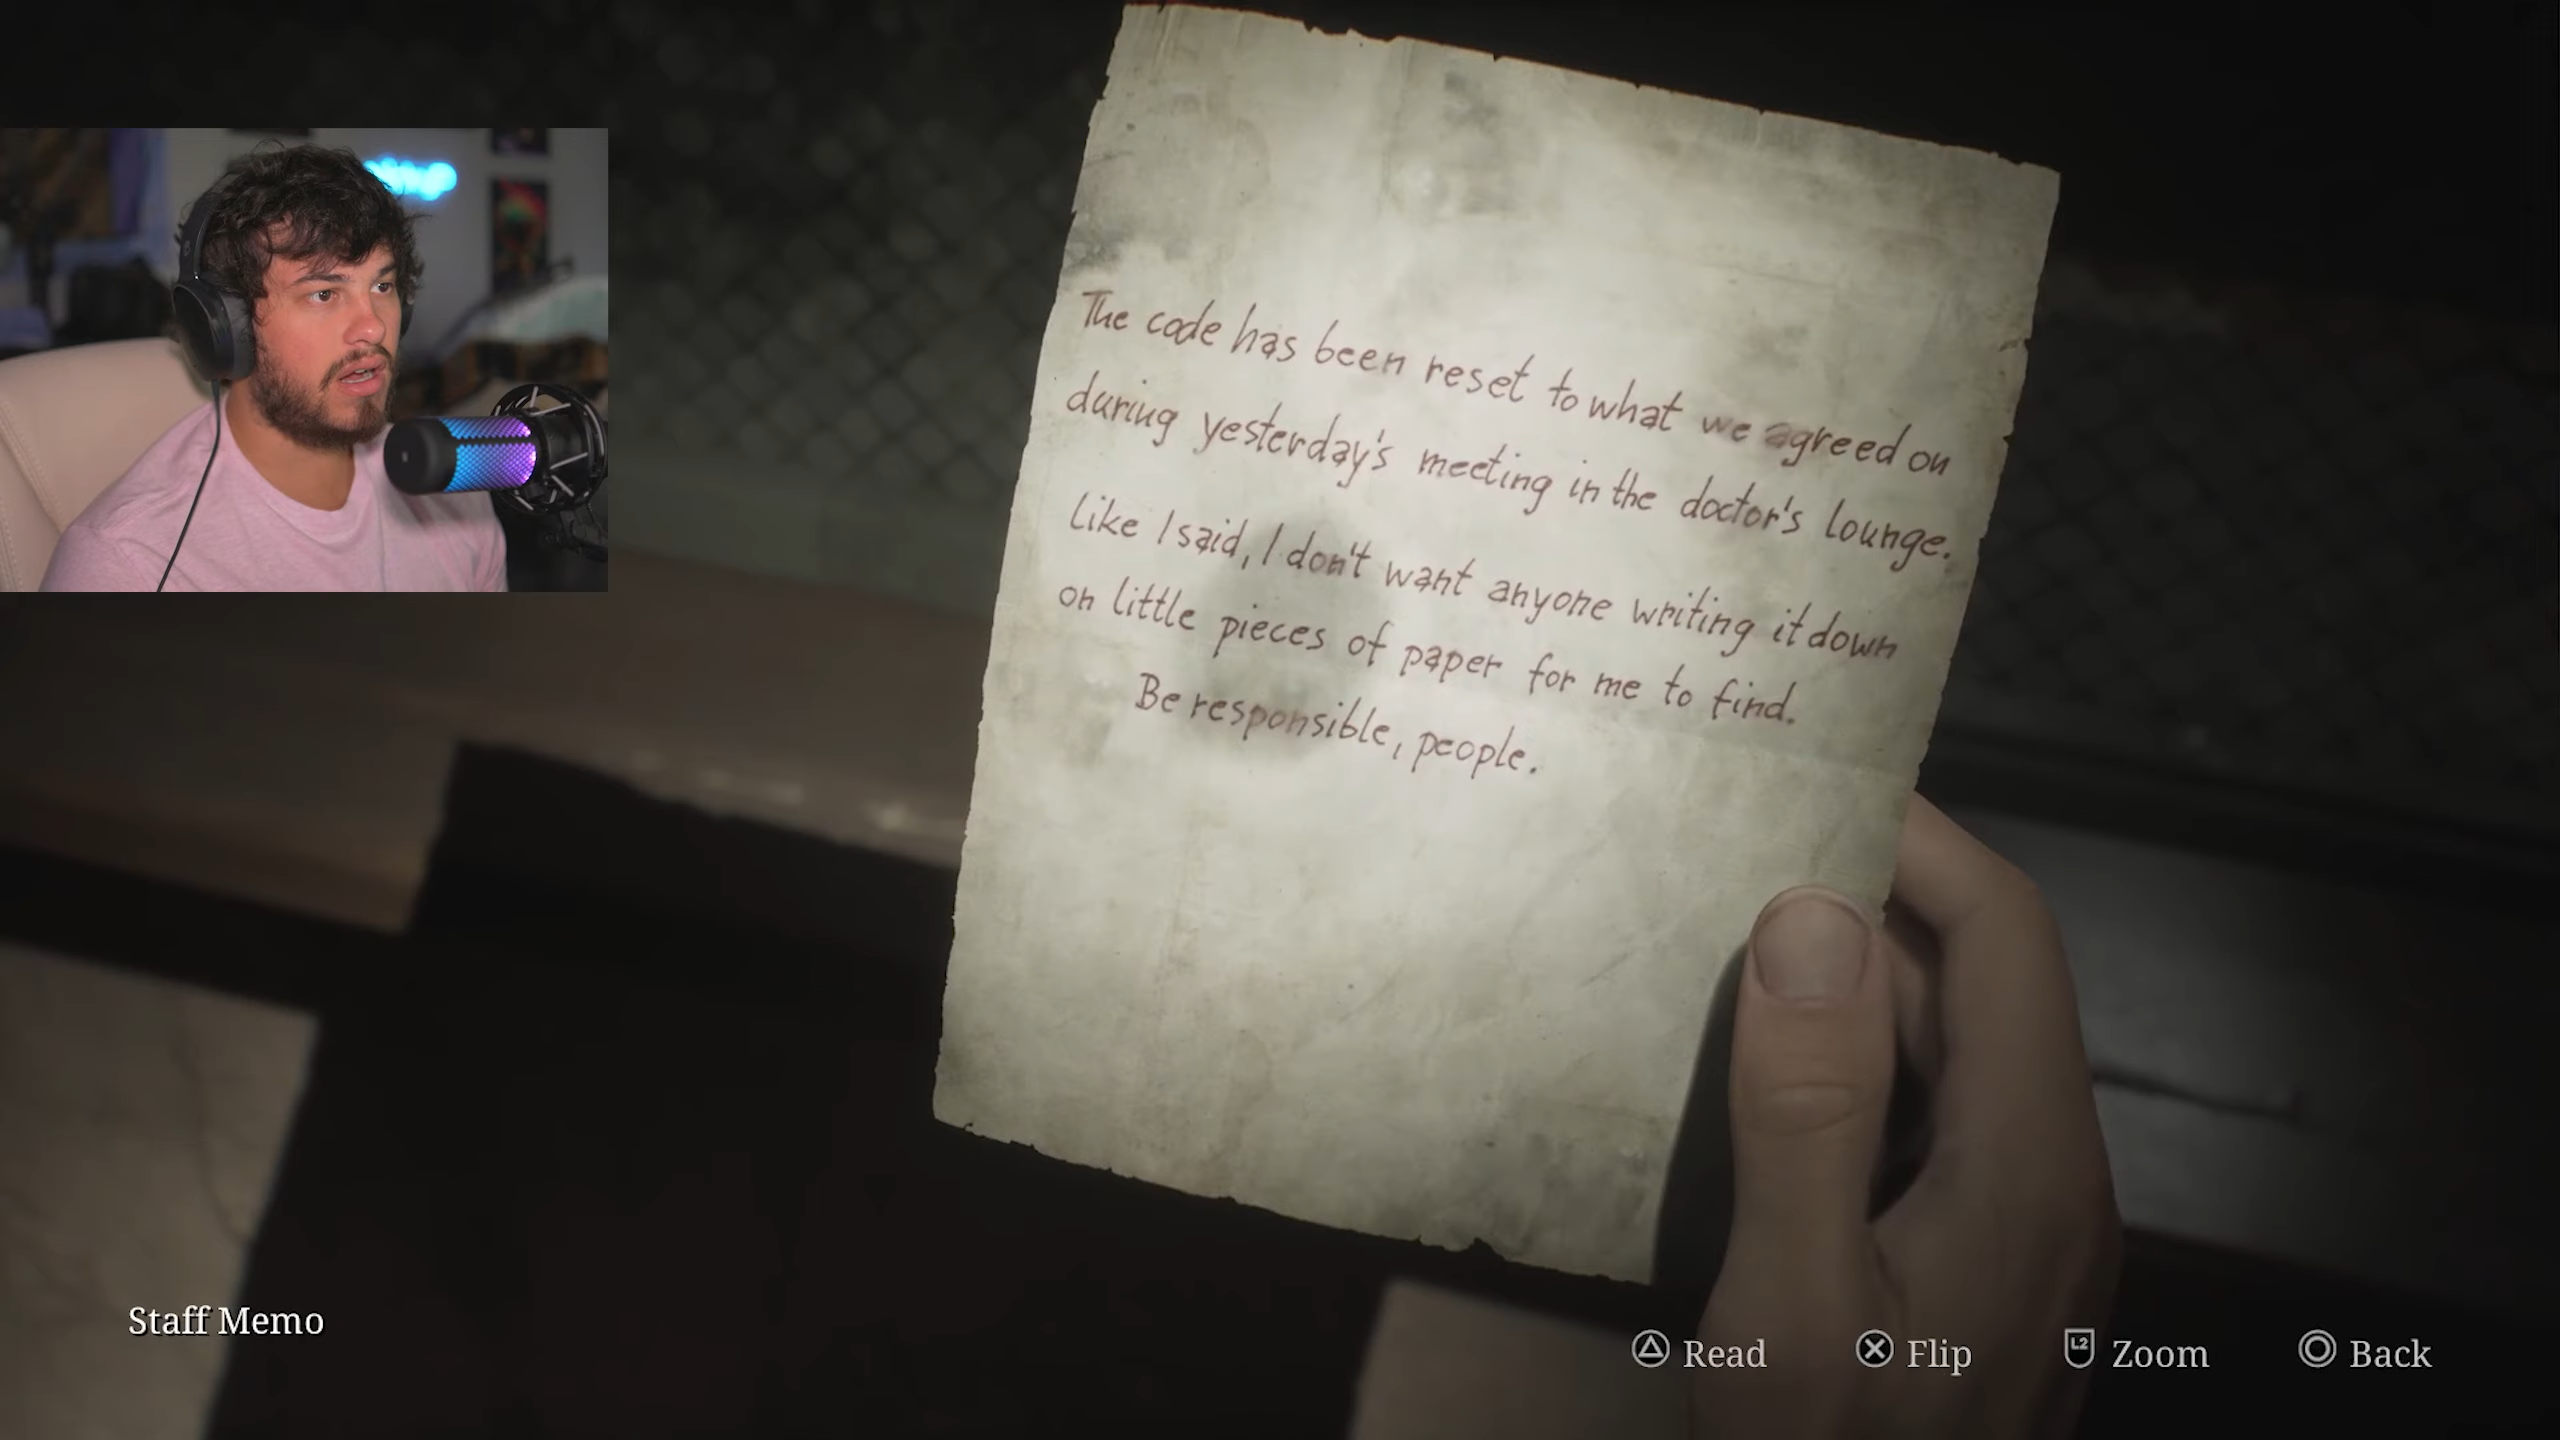 The code has been reset to what we agreed on
during yesterday's meeting in the doctor's lounge.
Like I said, I don't want anyone writing it down
on little pieces of paper for me to find.
Be responsible, people.
Staff Memo
Read
Flip
L2 Zoom
Back